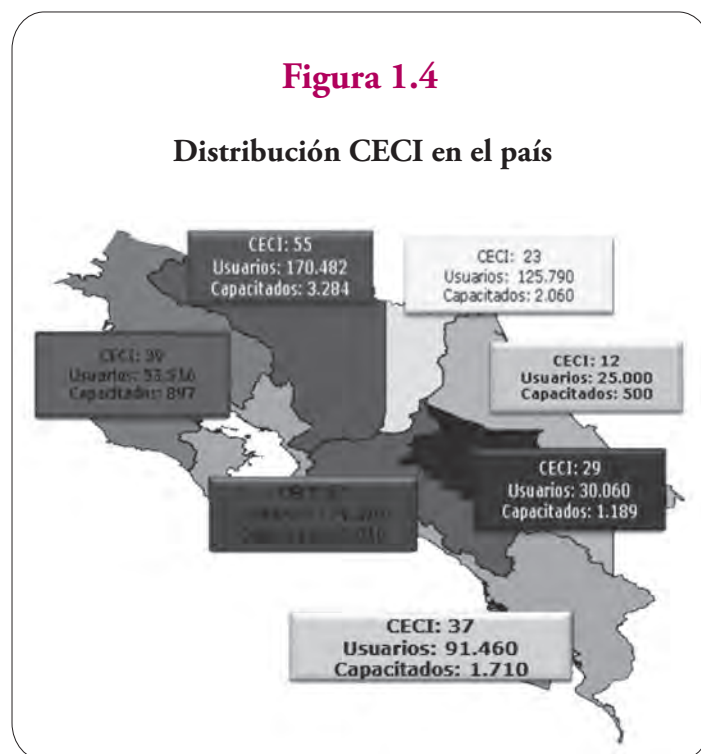 Figura 1.4
Distribución CECI en el país
CECI: 55
Usuarios: 170.482
Capacitados: 3.284
CECI: 23
Usuarios: 125.790
Capacitados: 2.060
CECI:
Usuarios: 53.516
Capacitados: 897
CECI: 12
Usuarios: 25.000
Capacitados: 500
CECI: 29
Usuarios: 30.060
Capacitados: 1.189
CECI: 37
Usuarios: 91.460
Capacitados: 1.710